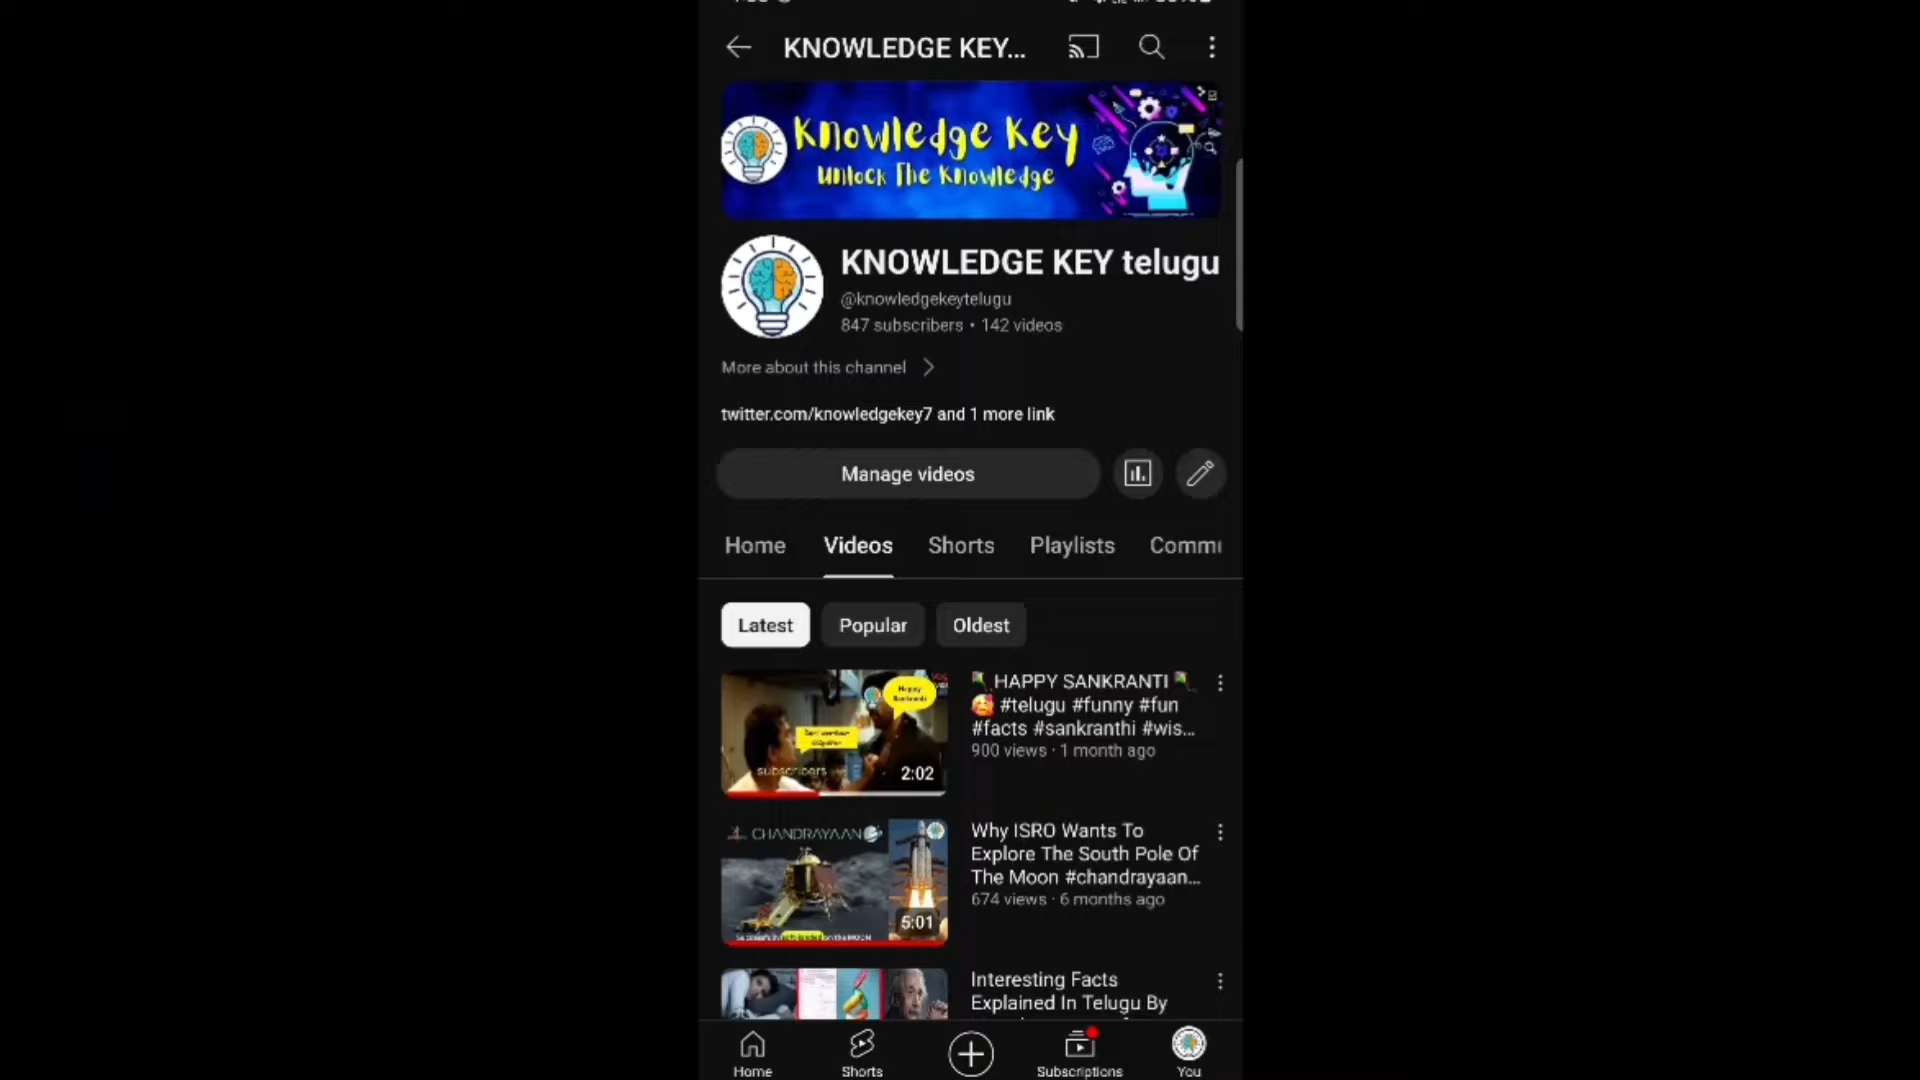 KNOWLEDGE KEY...
Knowledge Key
Unlock The Knowledge
KNOWLEDGE KEY telugu
@knowledgekeytelugu
847 subscribers • 142 videos
More about this channel
twitter.com/knowledgekey7 and 1 more link
Manage videos
Home Videos Shorts Playlists Commu
Latest Popular Oldest
Happy
Sankranti
subscribers
2:02
HAPPY SANKRANTI
#telugu #funny #fun
#facts #sankranthi #wis...
900 views · 1 month ago
CHANDRAYAAN
5:01
Why ISRO Wants To
Explore The South Pole Of
The Moon #chandrayaan...
674 views · 6 months ago
Interesting Facts
Explained In Telugu By
Home Shorts Subscriptions You